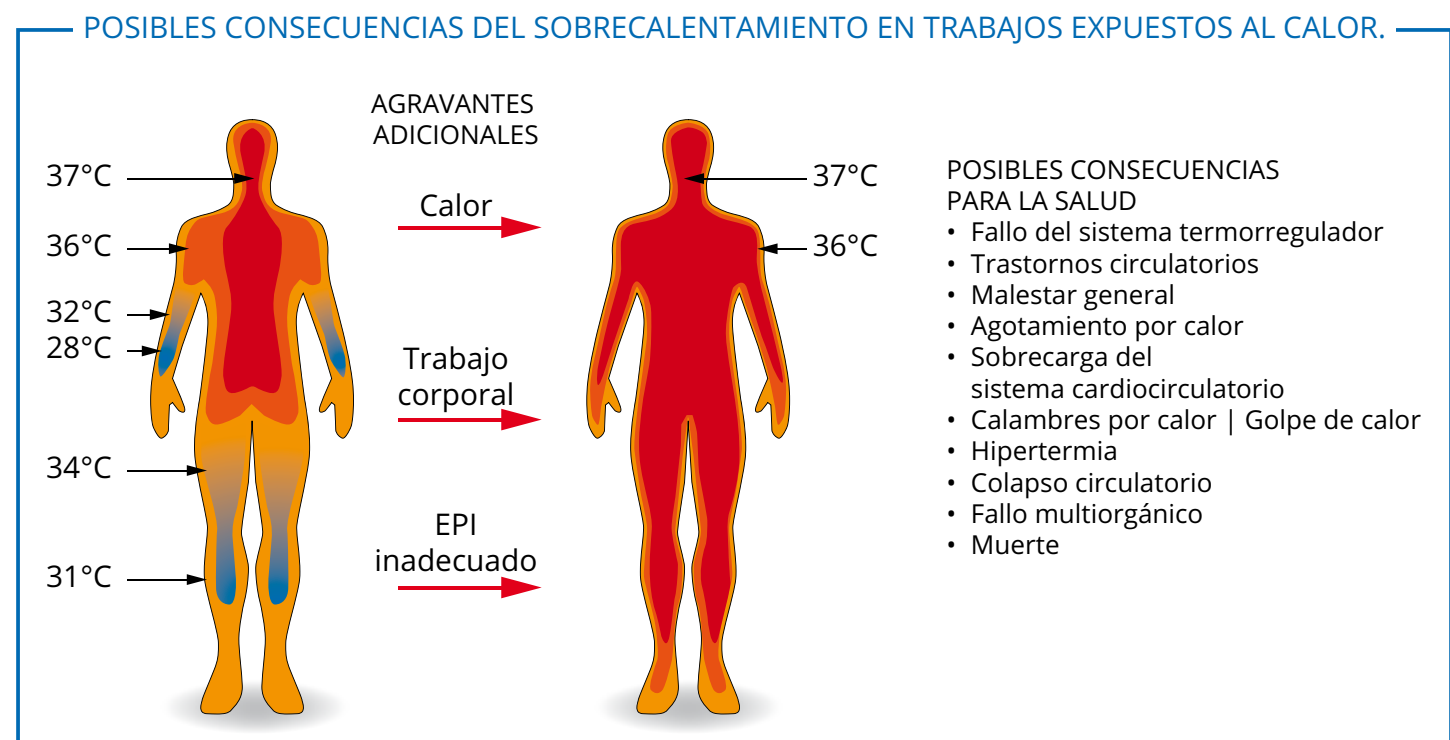 POSIBLES CONSECUENCIAS DEL SOBRECALENTAMIENTO EN TRABAJOS EXPUESTOS AL CALOR.
37°C
36°C
32°C
28°C
34°C
31°C
AGRAVANTES
ADICIONALES
Calor
Trabajo
corporal
EPI
inadecuado
37°C
36°C
POSIBLES CONSECUENCIAS
PARA LA SALUD
• Fallo del sistema termorregulador
• Trastornos circulatorios
• Malestar general
• Agotamiento por calor
• Sobrecarga del
sistema cardiocirculatorio
• Calambres por calor | Golpe de calor
• Hipertermia
• Colapso circulatorio
• Fallo multiorgánico
• Muerte